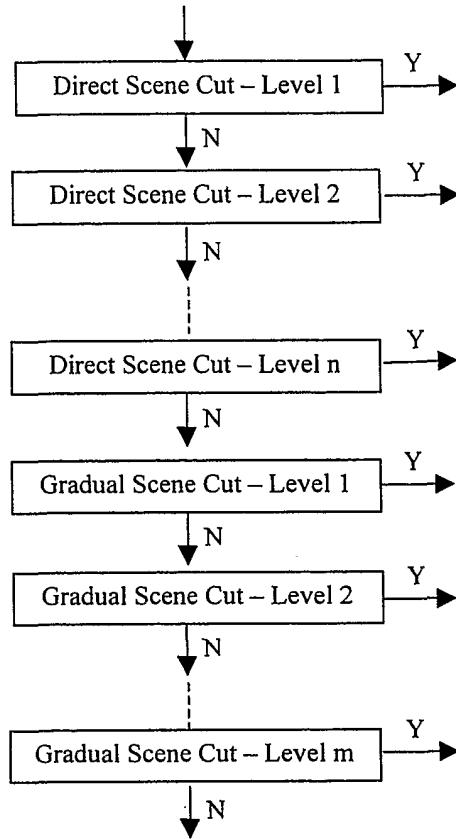 Y
Direct Scene Cut – Level 1
N
Y
Direct Scene Cut – Level 2
N
Y
Direct Scene Cut – Level n
N
Y
Gradual Scene Cut – Level 1
N
Y
Gradual Scene Cut – Level 2
N
Y
Gradual Scene Cut – Level m
N